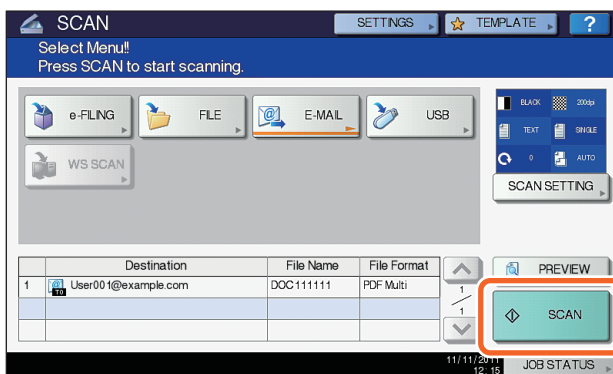 SCAN
SETTINGS
TEMPLATE
?
Select Menu!!
Press SCAN to start scanning.
e-FILING
FILE
E-MAIL
USB
WS SCAN
BLACK
200dpi
TEXT
SINGLE
0
AUTO
SCAN SETTING
Destination
File Name
File Format
1
TO
User001@example.com
DOC111111
PDF Multi
1
1
PREVIEW
SCAN
11/11/2011
12:15
JOB STATUS